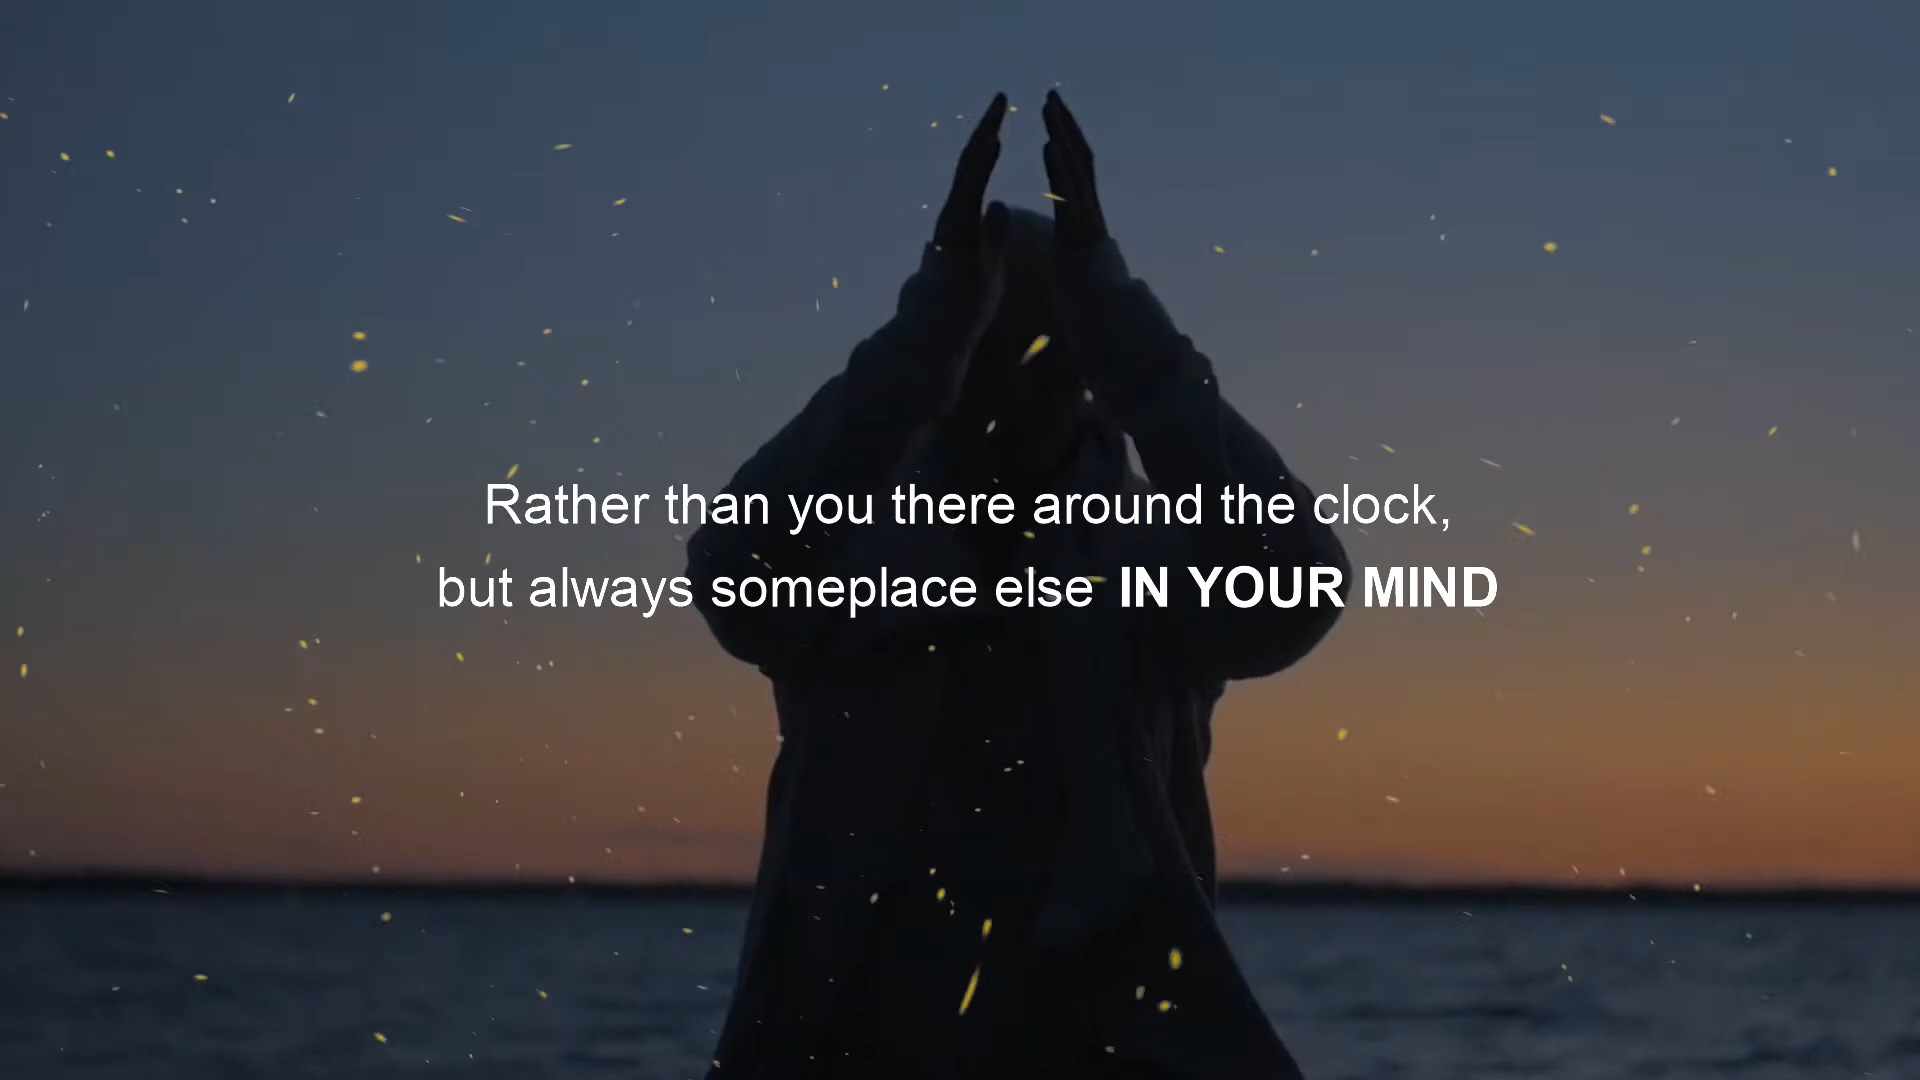 Rather than you there around the clock,
but always someplace else IN YOUR MIND